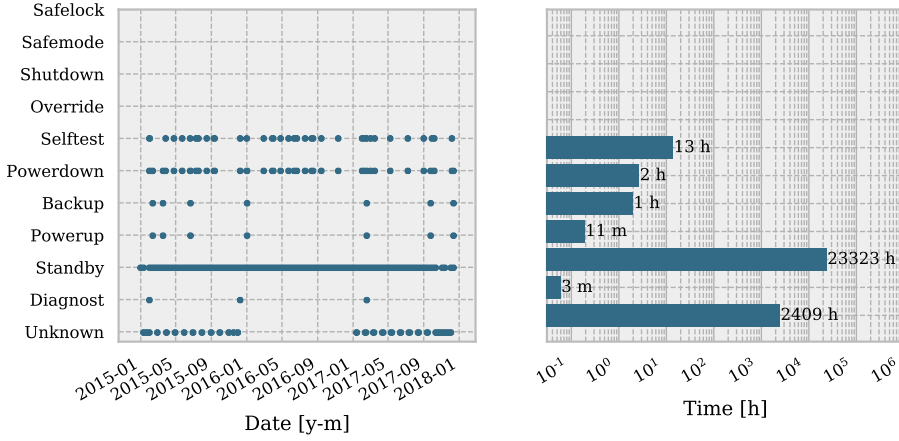 Safelock
Safemode
Shutdown
Override
Selftest
Powerdown
Backup
Powerup
Standby
Diagnost
Unknown
2015-01
2015-05
2015-09
2016-01
2016-05
2016-09
2017-01
2017-05
2017-09
2018-01
Date [y-m]
13 h
2 h
1 h
11 m
23323 h
3 m
2409 h
10⁻¹
10⁰
10¹
10²
10³
10⁴
10⁵
10⁶
Time [h]